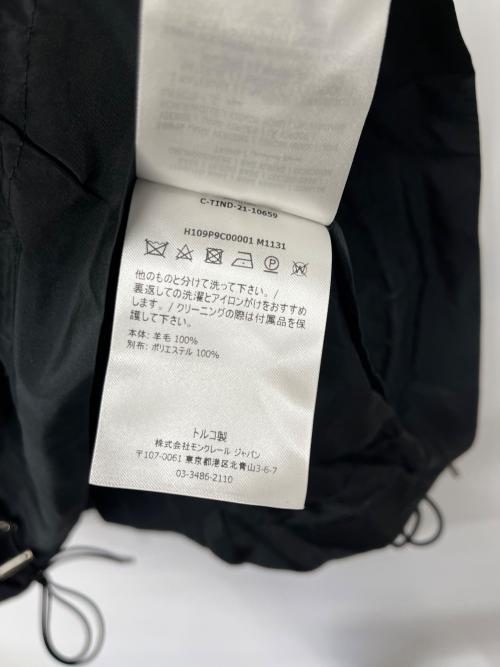 C-TIND-21-10659
H109P9C00001 M1131
他のものと分けて洗って下さい。/
裏返しての洗濯とアイロンがけをおすすめ
します。/ クリーニングの際は付属品を保
護して下さい。
本体: 羊毛 100%
別布: ポリエステル 100%
トルコ製
株式会社モンクレール ジャパン
〒107-0061 東京都港区北青山3-6-7
03-3486-2110